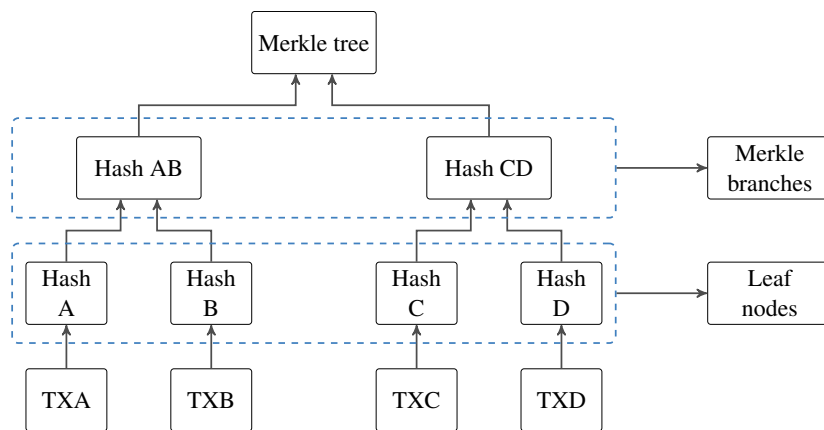 Merkle tree
Hash AB
Hash CD
Merkle
branches
Hash
A
Hash
B
Hash
C
Hash
D
Leaf
nodes
TXA
TXB
TXC
TXD